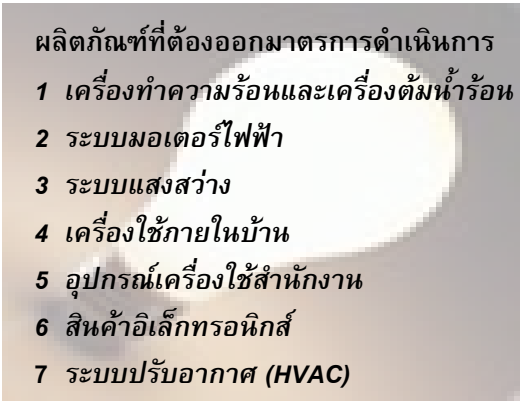 ผลิตภัณฑ์ที่ต้องออกมาตรการดำเนินการ
1 เครื่องทำความร้อนและเครื่องต้มน้ำร้อน
2 ระบบมอเตอร์ไฟฟ้า
3 ระบบแสงสว่าง
4 เครื่องใช้ภายในบ้าน
5 อุปกรณ์เครื่องใช้สำนักงาน
6 สินค้าอิเล็กทรอนิกส์
7 ระบบปรับอากาศ (HVAC)